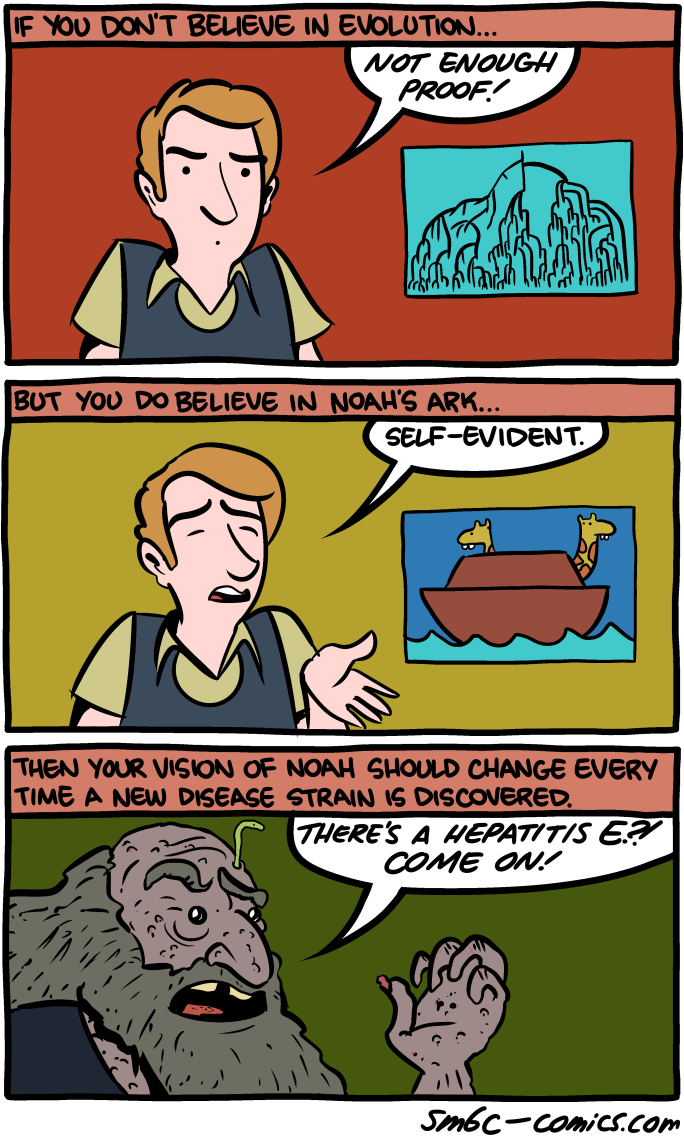 IF YOU DON'T BELIEVE IN EVOLUTION...
NOT ENOUGH
PROOF!
BUT YOU DO BELIEVE IN NOAH'S ARK...
SELF-EVIDENT.
THEN YOUR VISION OF NOAH SHOULD CHANGE EVERY
TIME A NEW DISEASE STRAIN IS DISCOVERED.
THERE'S A HEPATITIS E?!
COME ON!
smbc-comics.com